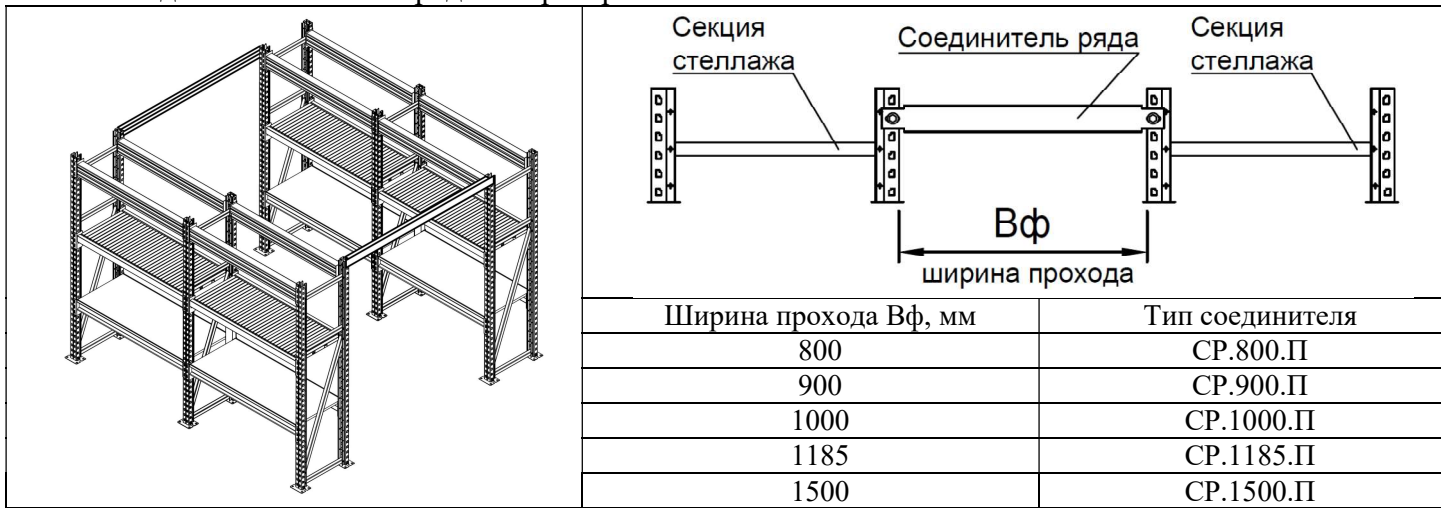 Секция
стеллажа
Соединитель ряда
Секция
стеллажа
Вф
ширина прохода
Ширина прохода Вф, мм Тип соединителя
800 СР.800.П
900 СР.900.П
1000 СР.1000.П
1185 СР.1185.П
1500 СР.1500.П